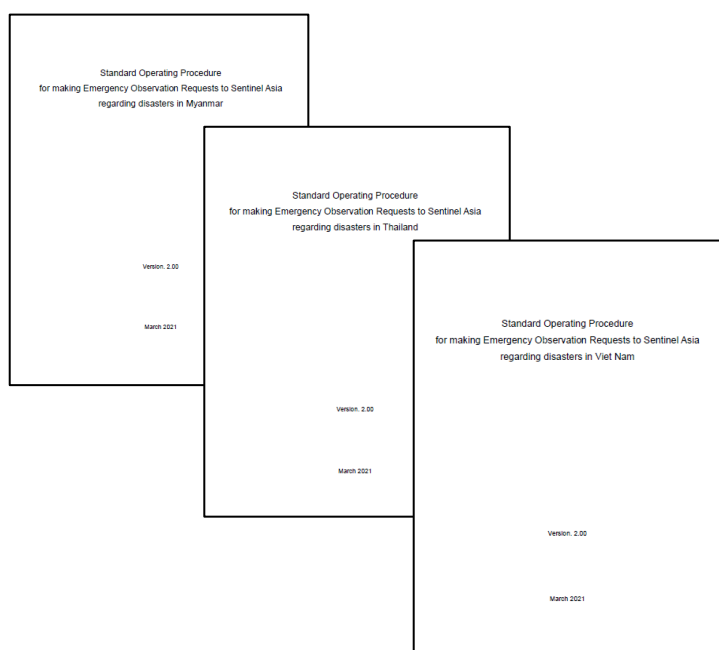 Standard Operating Procedure
for making Emergency Observation Requests to Sentinel Asia
regarding disasters in Myanmar
Version. 2.00
March 2021
Standard Operating Procedure
for making Emergency Observation Requests to Sentinel Asia
regarding disasters in Thailand
Version. 2.00
March 2021
Standard Operating Procedure
for making Emergency Observation Requests to Sentinel Asia
regarding disasters in Viet Nam
Version. 2.00
March 2021